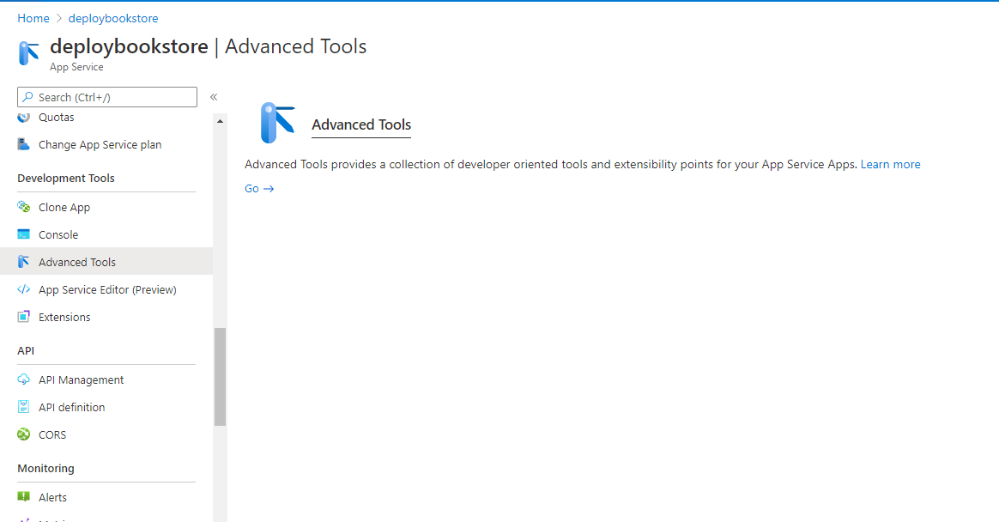 Home > deploybookstore
deploybookstore | Advanced Tools
App Service
Search (Ctrl+/)
«
Quotas
Change App Service plan
Development Tools
Clone App
Console
Advanced Tools
App Service Editor (Preview)
Extensions
API
API Management
API definition
CORS
Monitoring
Alerts
Advanced Tools
Advanced Tools provides a collection of developer oriented tools and extensibility points for your App Service Apps. Learn more
Go →